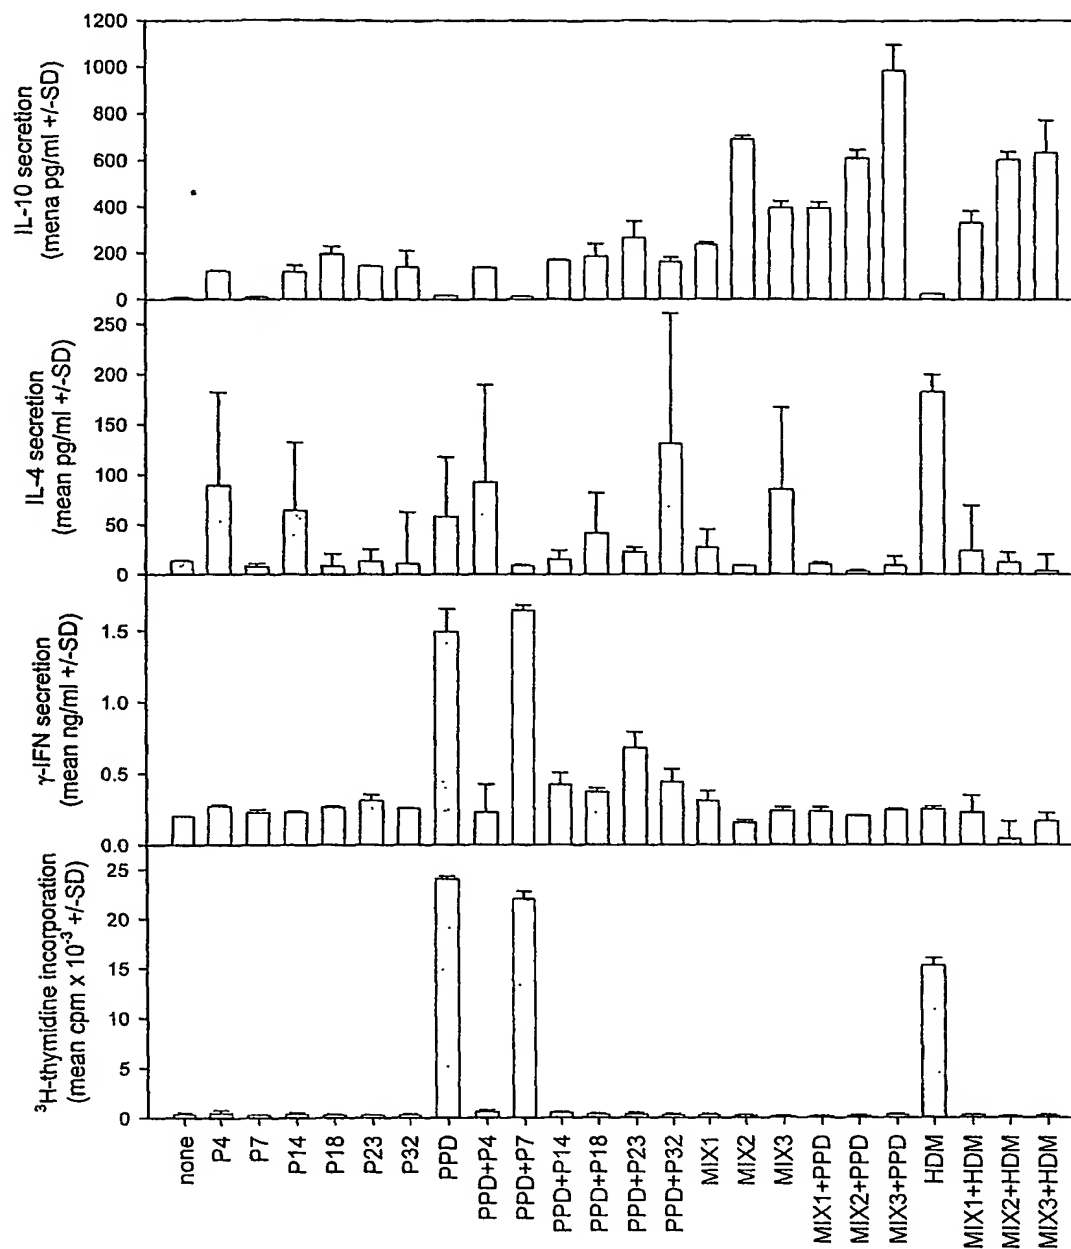 IL-10 secretion
(mena pg/ml +/-SD)
1200
1000
800
600
400
200
0
IL-4 secretion
(mean pg/ml +/-SD)
250
200
150
100
50
0
γ-IFN secretion
(mean ng/ml +/-SD)
1.5
1.0
0.5
0.0
³H-thymidine incorporation
(mean cpm x 10⁻³ +/-SD)
25
20
15
10
5
0
none
P4
P7
P14
P18
P23
P32
PPD
PPD+P4
PPD+P7
PPD+P14
PPD+P18
PPD+P23
PPD+P32
MIX1
MIX2
MIX3
MIX1+PPD
MIX2+PPD
MIX3+PPD
HDM
MIX1+HDM
MIX2+HDM
MIX3+HDM